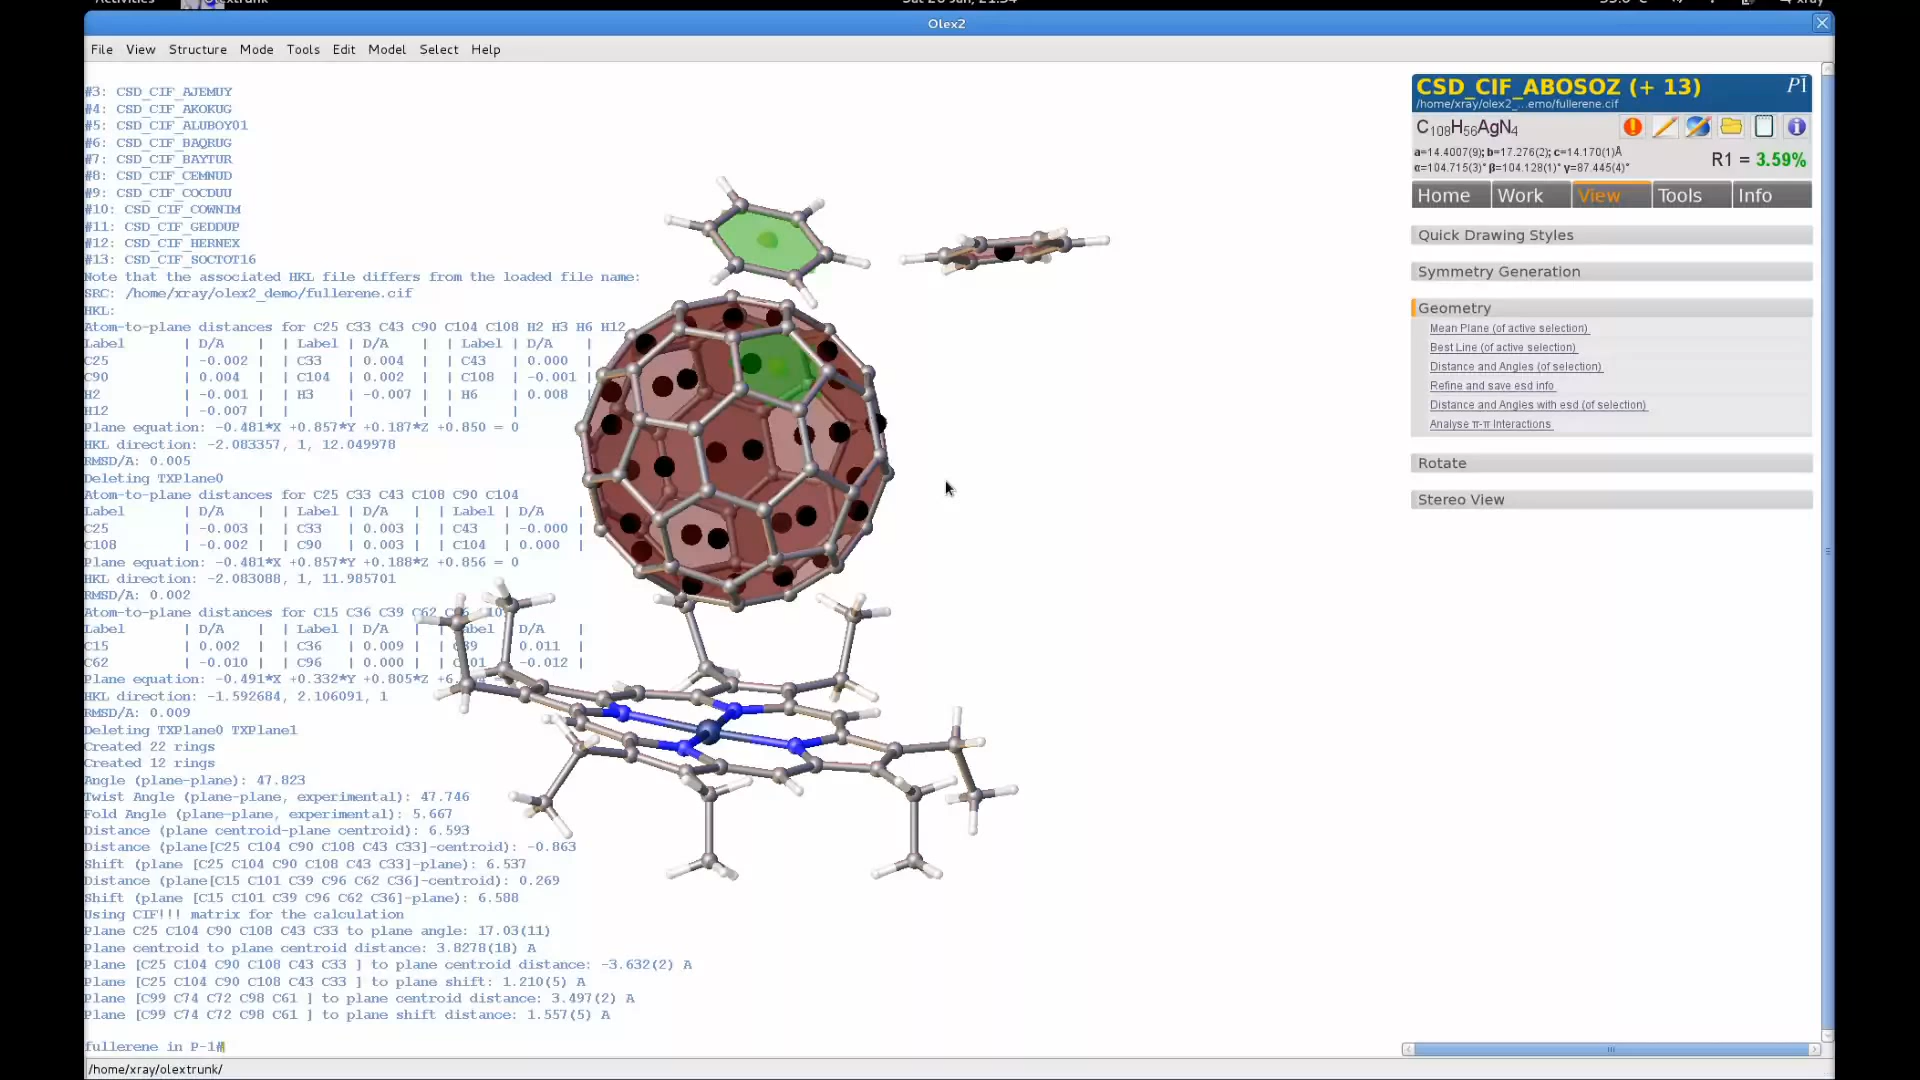 Activities
Sat 26 Jan, 21:34
xray
Olex2
File View Structure Mode Tools Edit Model Select Help
#3: CSD_CIF_AJEMUY
#4: CSD_CIF_AKOKUG
#5: CSD_CIF_ALUBOY01
#6: CSD_CIF_BAQRUG
#7: CSD_CIF_BAYTUR
#8: CSD_CIF_CEMNUD
#9: CSD_CIF_COCDUU
#10: CSD_CIF_COWNIM
#11: CSD_CIF_GEDDUP
#12: CSD_CIF_HERNEX
#13: CSD_CIF_SOCTOT16
Note that the associated HKL file differs from the loaded file name:
SRC: /home/xray/olex2_demo/fullerene.cif
HKL:
Atom-to-plane distances for C25 C33 C43 C90 C104 C108 H2 H3 H6 H12
Label | D/A | | Label | D/A | | Label | D/A |
C25 | -0.002 | | C33 | 0.004 | | C43 | 0.000 |
C90 | 0.004 | | C104 | 0.002 | | C108 | -0.001 |
H2 | -0.001 | | H3 | -0.007 | | H6 | 0.008 |
H12 | -0.007 | | | | | |
Plane equation: -0.481*X +0.857*Y +0.187*Z +0.850 = 0
HKL direction: -2.083357, 1, 12.049978
RMSD/A: 0.005
Deleting TXPlane0
Atom-to-plane distances for C25 C33 C43 C108 C90 C104
Label | D/A | | Label | D/A | | Label | D/A |
C25 | -0.003 | | C33 | 0.003 | | C43 | -0.000 |
C108 | -0.002 | | C90 | 0.003 | | C104 | 0.000 |
Plane equation: -0.481*X +0.857*Y +0.188*Z +0.856 = 0
HKL direction: -2.083088, 1, 11.985701
RMSD/A: 0.002
Atom-to-plane distances for C15 C36 C39 C62
Label | D/A | | Label | D/A | | Label | D/A |
C15 | 0.002 | | C36 | 0.009 | | 0.011 |
C62 | -0.010 | | C96 | 0.000 | | -0.012 |
Plane equation: -0.491*X +0.332*Y +0.805*Z = 0
HKL direction: -1.592684, 2.106091, 1
RMSD/A: 0.009
Deleting TXPlane0 TXPlane1
Created 22 rings
Created 12 rings
Angle (plane-plane): 47.823
Twist Angle (plane-plane, experimental): 47.746
Fold Angle (plane-plane, experimental): 5.667
Distance (plane centroid-plane centroid): 6.593
Distance (plane[C25 C104 C90 C108 C43 C33]-centroid): -0.863
Shift (plane [C25 C104 C90 C108 C43 C33]-plane): 6.537
Distance (plane[C15 C101 C39 C96 C62 C36]-centroid): 0.269
Shift (plane [C15 C101 C39 C96 C62 C36]-plane): 6.588
Using CIF!!! matrix for the calculation
Plane C25 C104 C90 C108 C43 C33 to plane angle: 17.03(11)
Plane centroid to plane centroid distance: 3.8278(18) A
Plane [C25 C104 C90 C108 C43 C33 ] to plane centroid distance: -3.632(2) A
Plane [C25 C104 C90 C108 C43 C33 ] to plane shift: 1.210(5) A
Plane [C99 C74 C72 C98 C61 ] to plane centroid distance: 3.497(2) A
Plane [C99 C74 C72 C98 C61 ] to plane shift distance: 1.557(5) A
fullerene in P-1#
/home/xray/olextrunk/
CSD_CIF_ABOSOZ (+ 13) P1̄
/home/xray/olex2_...emo/fullerene.cif
C108H56AgN4
a=14.4007(9); b=17.276(2); c=14.170(1)Å
α=104.715(3)° β=104.128(1)° γ=87.445(4)°
R1 = 3.59%
Home Work View Tools Info
Quick Drawing Styles
Symmetry Generation
Geometry
Mean Plane (of active selection)
Best Line (of active selection)
Distance and Angles (of selection)
Refine and save esd info
Distance and Angles with esd (of selection)
Analyse π-π Interactions
Rotate
Stereo View